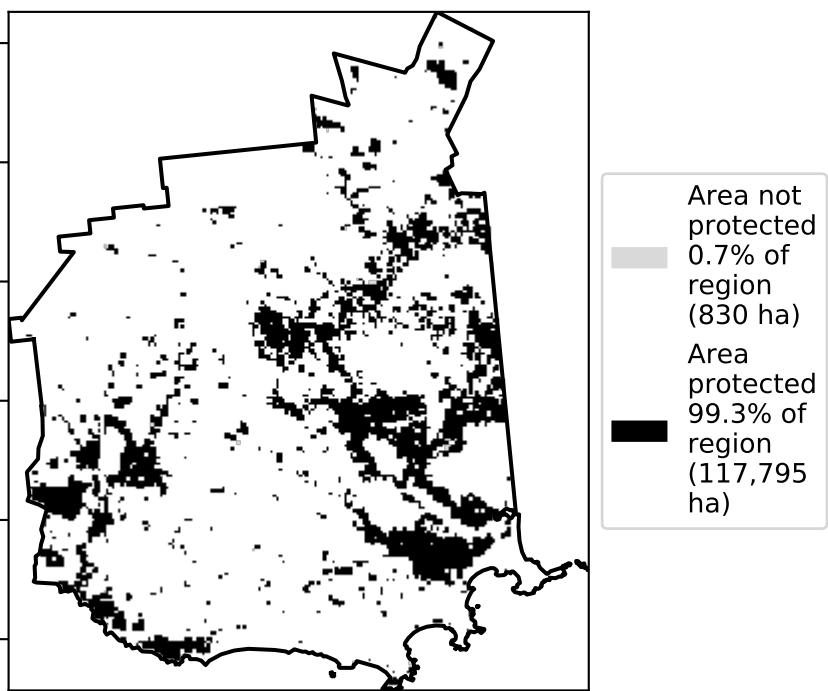 Area not
protected
0.7% of
region
(830 ha)
Area
protected
99.3% of
region
(117,795
ha)